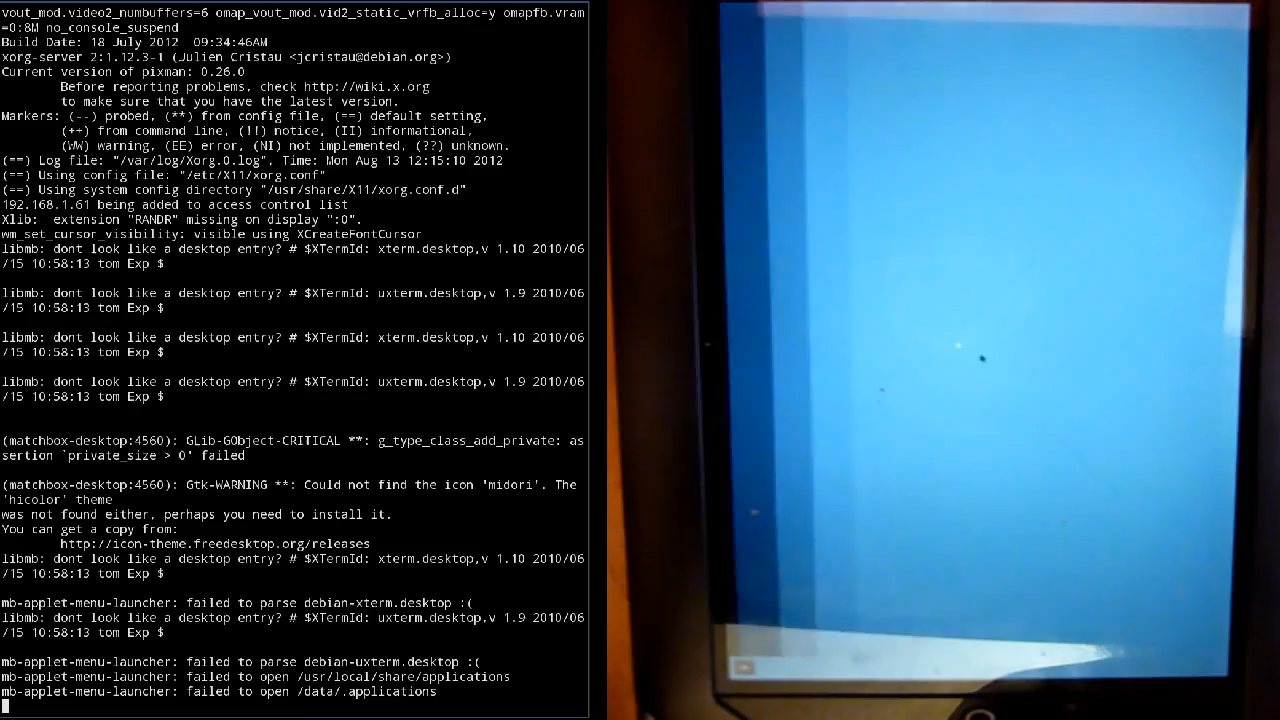 vout_mod.video2_numbuffers=6 omap_vout_mod.vid2_static_vrfb_alloc=y omapfb.vram
=0:8M no_console_suspend
Build Date: 18 July 2012  09:34:46AM
xorg-server 2:1.12.3-1 (Julien Cristau <jcristau@debian.org>)
Current version of pixman: 0.26.0
Before reporting problems, check http://wiki.x.org
to make sure that you have the latest version.
Markers: (--) probed, (**) from config file, (==) default setting,
(++) from command line, (!!) notice, (II) informational,
(WW) warning, (EE) error, (NI) not implemented, (??) unknown.
(==) Log file: "/var/log/Xorg.0.log", Time: Mon Aug 13 12:15:10 2012
(==) Using config file: "/etc/X11/xorg.conf"
(==) Using system config directory "/usr/share/X11/xorg.conf.d"
192.168.1.61 being added to access control list
Xlib:  extension "RANDR" missing on display ":0".
wm_set_cursor_visibility: visible using XCreateFontCursor
libmb: dont look like a desktop entry? # $XTermId: xterm.desktop,v 1.10 2010/06
/15 10:58:13 tom Exp $
libmb: dont look like a desktop entry? # $XTermId: uxterm.desktop,v 1.9 2010/06
/15 10:58:13 tom Exp $
libmb: dont look like a desktop entry? # $XTermId: xterm.desktop,v 1.10 2010/06
/15 10:58:13 tom Exp $
libmb: dont look like a desktop entry? # $XTermId: uxterm.desktop,v 1.9 2010/06
/15 10:58:13 tom Exp $
(matchbox-desktop:4560): GLib-GObject-CRITICAL **: g_type_class_add_private: as
sertion `private_size > 0' failed
(matchbox-desktop:4560): Gtk-WARNING **: Could not find the icon 'midori'. The
'hicolor' theme
was not found either, perhaps you need to install it.
You can get a copy from:
http://icon-theme.freedesktop.org/releases
libmb: dont look like a desktop entry? # $XTermId: xterm.desktop,v 1.10 2010/06
/15 10:58:13 tom Exp $
mb-applet-menu-launcher: failed to parse debian-xterm.desktop :(
libmb: dont look like a desktop entry? # $XTermId: uxterm.desktop,v 1.9 2010/06
/15 10:58:13 tom Exp $
mb-applet-menu-launcher: failed to parse debian-uxterm.desktop :(
mb-applet-menu-launcher: failed to open /usr/local/share/applications
mb-applet-menu-launcher: failed to open /data/.applications